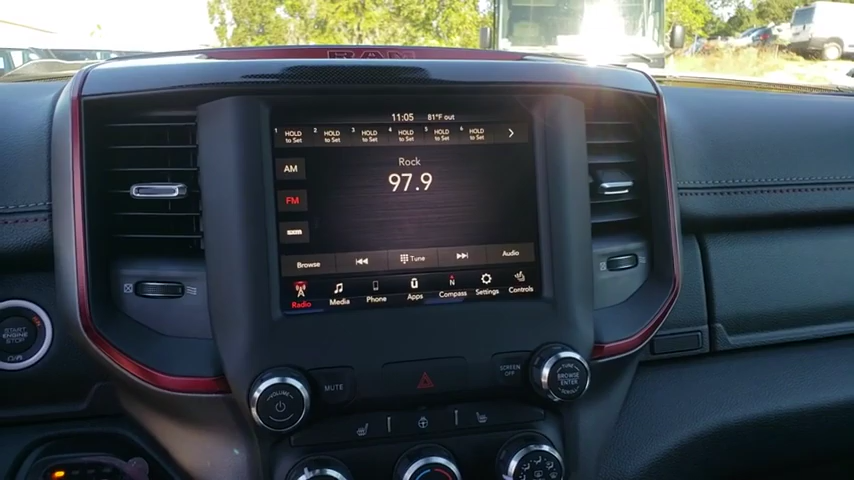 RAM
11:05 81°F out
1 HOLD to Set 2 HOLD to Set 3 HOLD to Set 4 HOLD to Set 5 HOLD to Set 6 HOLD to Set
AM
Rock
97.9
FM
Browse Tune Audio
Radio Media Phone Apps N Compass Settings Controls
START
ENGINE
STOP
VOLUME
MUTE
SCREEN
OFF
TUNE
BROWSE
ENTER
SCROLL